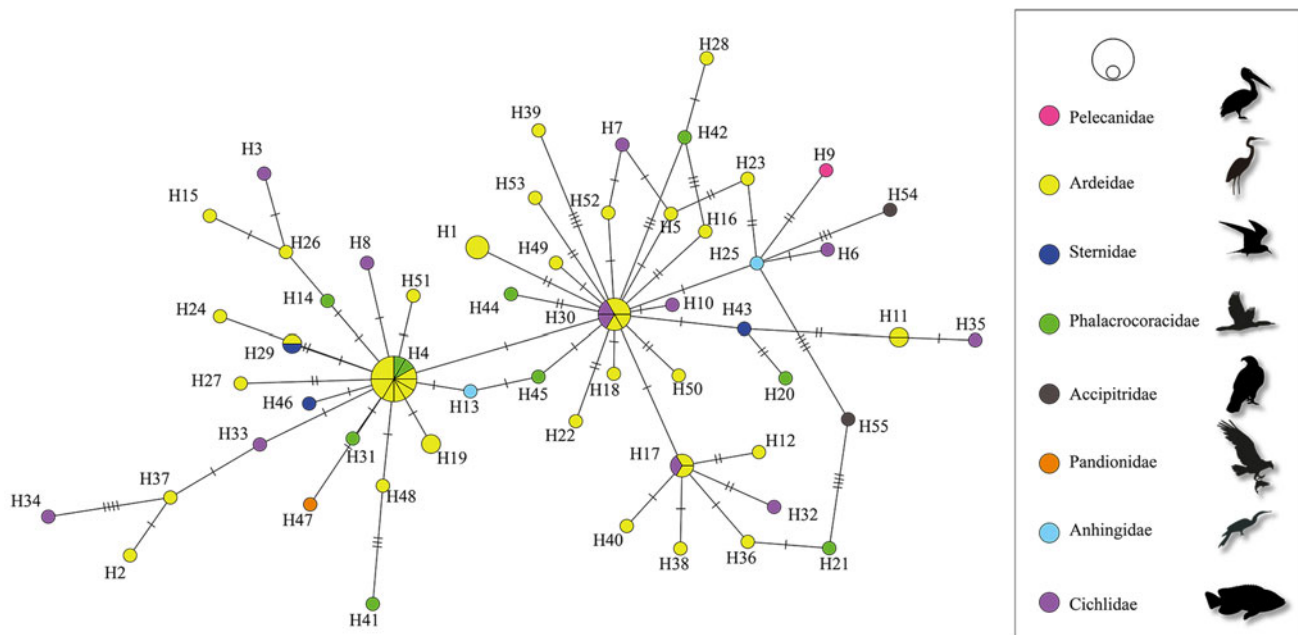 H28
H39
H7
H42
H3
H23
H9
H53
H15
H52
H54
H5
H16
H1
H26
H8
H49
H25
H6
H51
H14
H44
H10
H24
H30
H43
H11
H35
H29
H4
H27
H18
H50
H20
H46
H13
H45
H22
H55
H33
H31
H19
H12
H17
H37
H34
H48
H47
H32
H40
H2
H38
H36
H21
H41
Pelecanidae
Ardeidae
Sternidae
Phalacrocoracidae
Accipitridae
Pandionidae
Anhingidae
Cichlidae